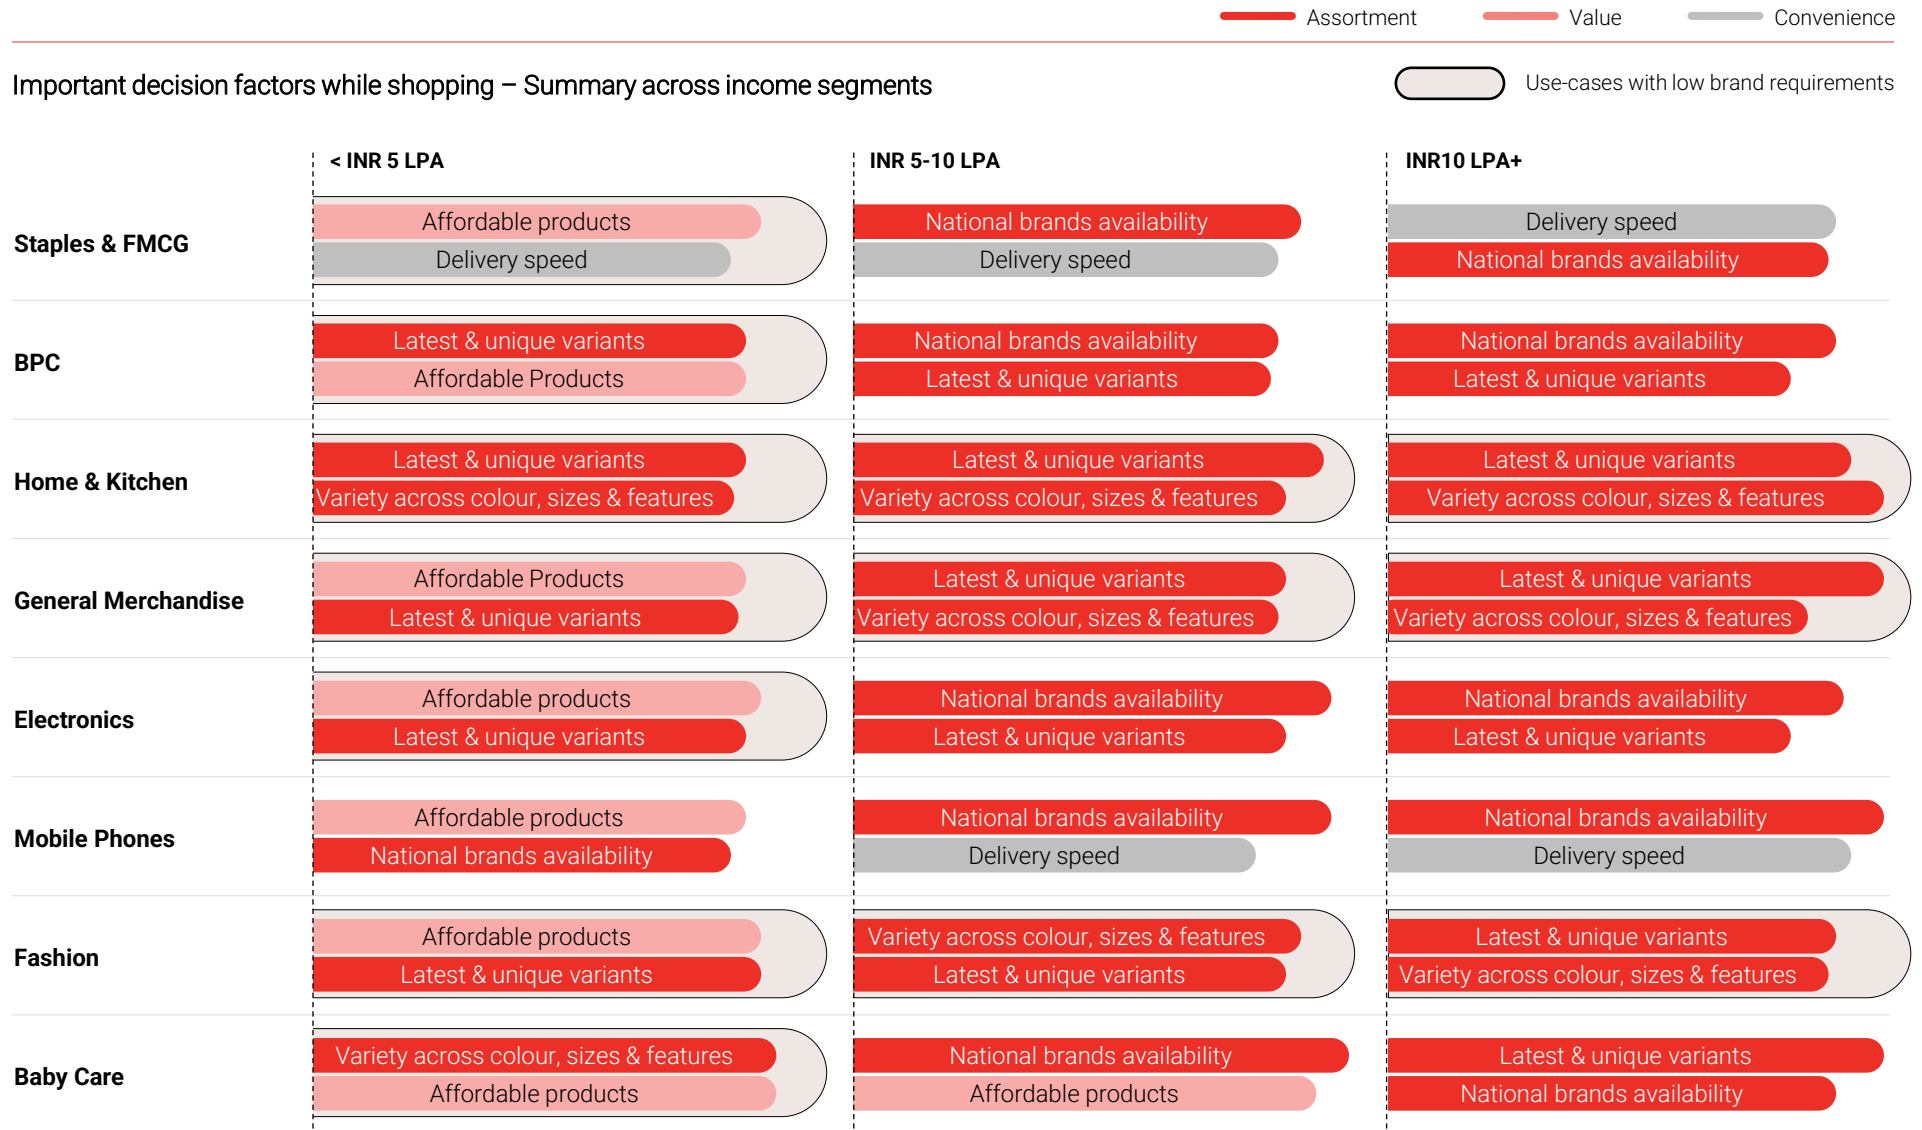 Assortment
Value
Convenience
Important decision factors while shopping – Summary across income segments
Use-cases with low brand requirements
< INR 5 LPA
INR 5-10 LPA
INR10 LPA+
Staples & FMCG
Affordable products
Delivery speed
National brands availability
Delivery speed
Delivery speed
National brands availability
BPC
Latest & unique variants
Affordable Products
National brands availability
Latest & unique variants
National brands availability
Latest & unique variants
Home & Kitchen
Latest & unique variants
Variety across colour, sizes & features
Latest & unique variants
Variety across colour, sizes & features
Latest & unique variants
Variety across colour, sizes & features
General Merchandise
Affordable Products
Latest & unique variants
Latest & unique variants
Variety across colour, sizes & features
Latest & unique variants
Variety across colour, sizes & features
Electronics
Affordable products
Latest & unique variants
National brands availability
Latest & unique variants
National brands availability
Latest & unique variants
Mobile Phones
Affordable products
National brands availability
National brands availability
Delivery speed
National brands availability
Delivery speed
Fashion
Affordable products
Latest & unique variants
Variety across colour, sizes & features
Latest & unique variants
Latest & unique variants
Variety across colour, sizes & features
Baby Care
Variety across colour, sizes & features
Affordable products
National brands availability
Affordable products
Latest & unique variants
National brands availability